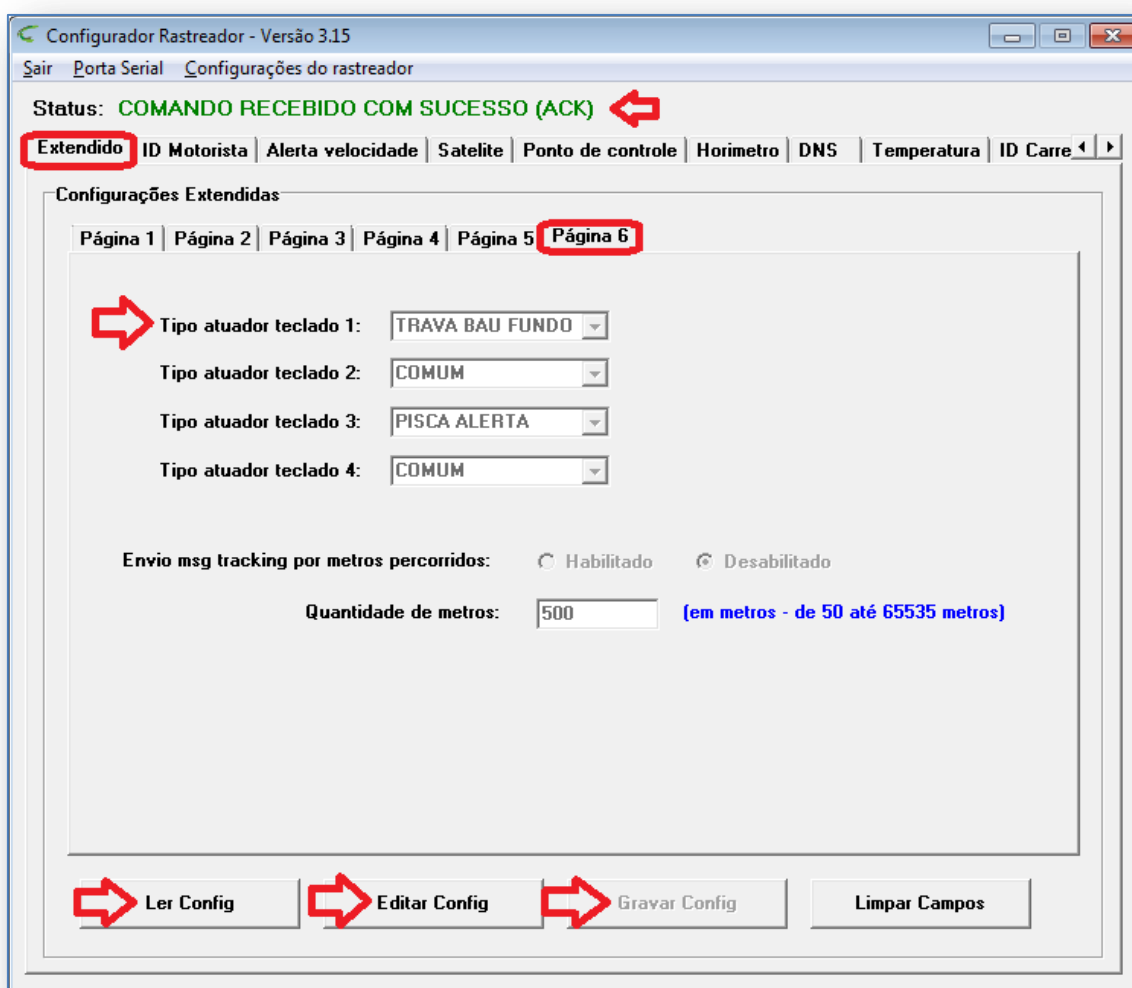 Configurador Rastreador - Versão 3.15
Sair Porta Serial Configurações do rastreador
Status: COMANDO RECEBIDO COM SUCESSO (ACK)
Extendido ID Motorista Alerta velocidade Satelite Ponto de controle Horimetro DNS Temperatura ID Carre
Configurações Extendidas
Página 1 Página 2 Página 3 Página 4 Página 5 Página 6
Tipo atuador teclado 1: TRAVA BAU FUNDO
Tipo atuador teclado 2: COMUM
Tipo atuador teclado 3: PISCA ALERTA
Tipo atuador teclado 4: COMUM
Envio msg tracking por metros percorridos: Habilitado Desabilitado
Quantidade de metros: 500 (em metros - de 50 até 65535 metros)
Ler Config Editar Config Gravar Config Limpar Campos